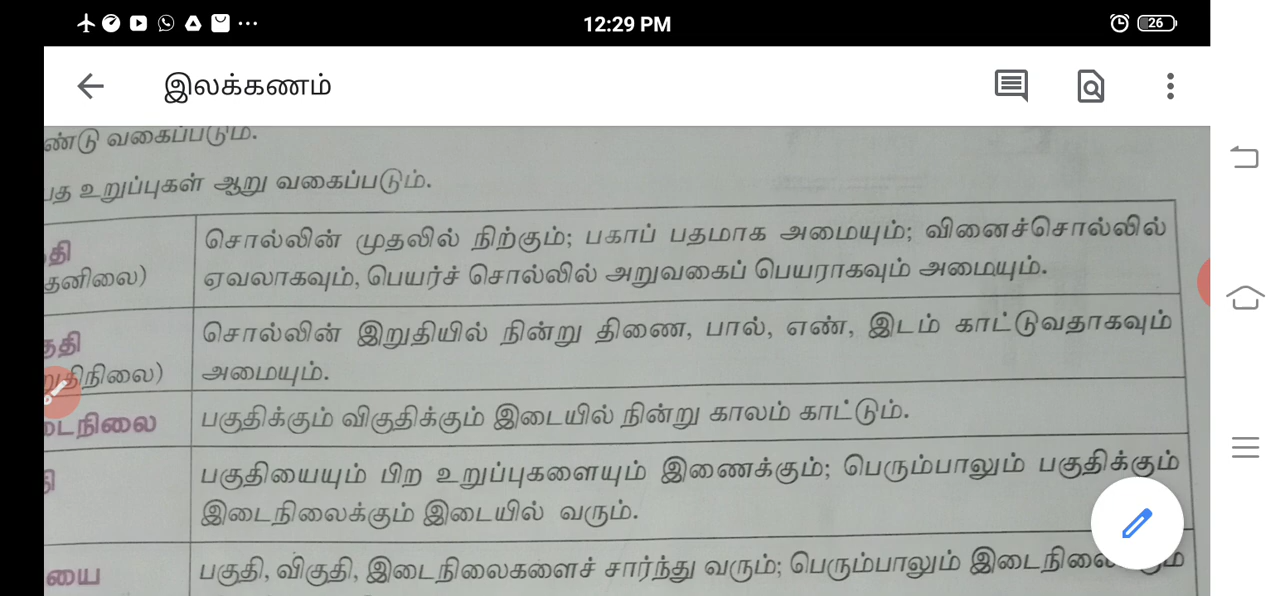 12:29 PM
26
இலக்கணம்
ண்டு வகைப்படும்.
பத உறுப்புகள் ஆறு வகைப்படும்.
தி
சொல்லின் முதலில் நிற்கும்; பகாப் பதமாக அமையும்; வினைச்சொல்லில்
தனிலை)
ஏவலாகவும், பெயர்ச் சொல்லில் அறுவகைப் பெயராகவும் அமையும்.
குதி
சொல்லின் இறுதியில் நின்று திணை, பால், எண், இடம் காட்டுவதாகவும்
றுதிநிலை)
அமையும்.
டைநிலை
பகுதிக்கும் விகுதிக்கும் இடையில் நின்று காலம் காட்டும்.
பகுதியையும் பிற உறுப்புகளையும் இணைக்கும்; பெரும்பாலும் பகுதிக்கும்
இடைநிலைக்கும் இடையில் வரும்.
யை
பகுதி, விகுதி, இடைநிலைகளைச் சார்ந்து வரும்; பெரும்பாலும்